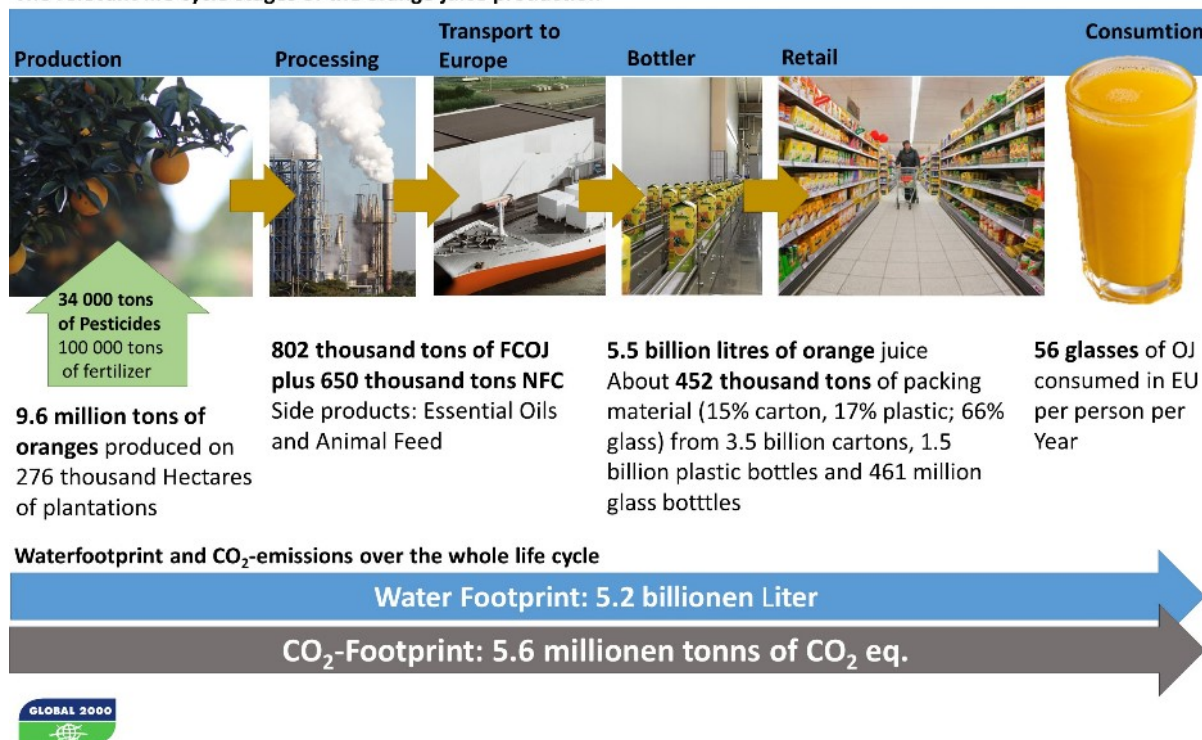 Production
Processing
Transport to
Europe
Bottler
Retail
Consumtion
34 000 tons
of Pesticides
100 000 tons
of fertilizer
9.6 million tons of
oranges produced on
276 thousand Hectares
of plantations
802 thousand tons of FCOJ
plus 650 thousand tons NFC
Side products: Essential Oils
and Animal Feed
5.5 billion litres of orange juice
About 452 thousand tons of packing
material (15% carton, 17% plastic; 66%
glass) from 3.5 billion cartons, 1.5
billion plastic bottles and 461 million
glass botttles
56 glasses of OJ
consumed in EU
per person per
Year
Waterfootprint and CO₂-emissions over the whole life cycle
Water Footprint: 5.2 billionen Liter
CO₂-Footprint: 5.6 millionen tonns of CO₂ eq.
GLOBAL 2000